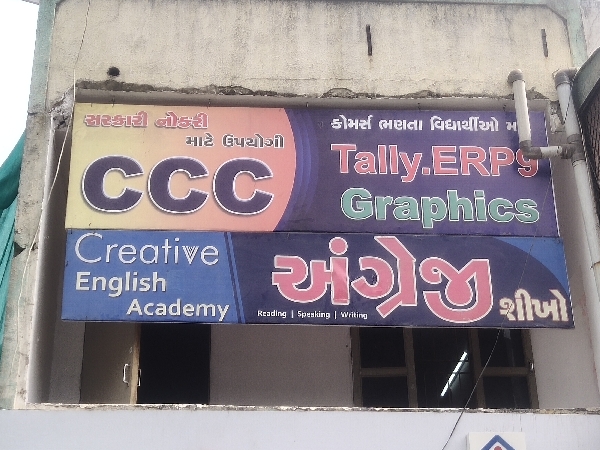 સરકારી નોકરી
માટે ઉપયોગી
CCC
કોમર્સ ભણતા વિદ્યાર્થીઓ
Tally.ERP9
Graphics
Creative
English
Academy
અંગ્રેજી
શીખો
Reading | Speaking | Writing